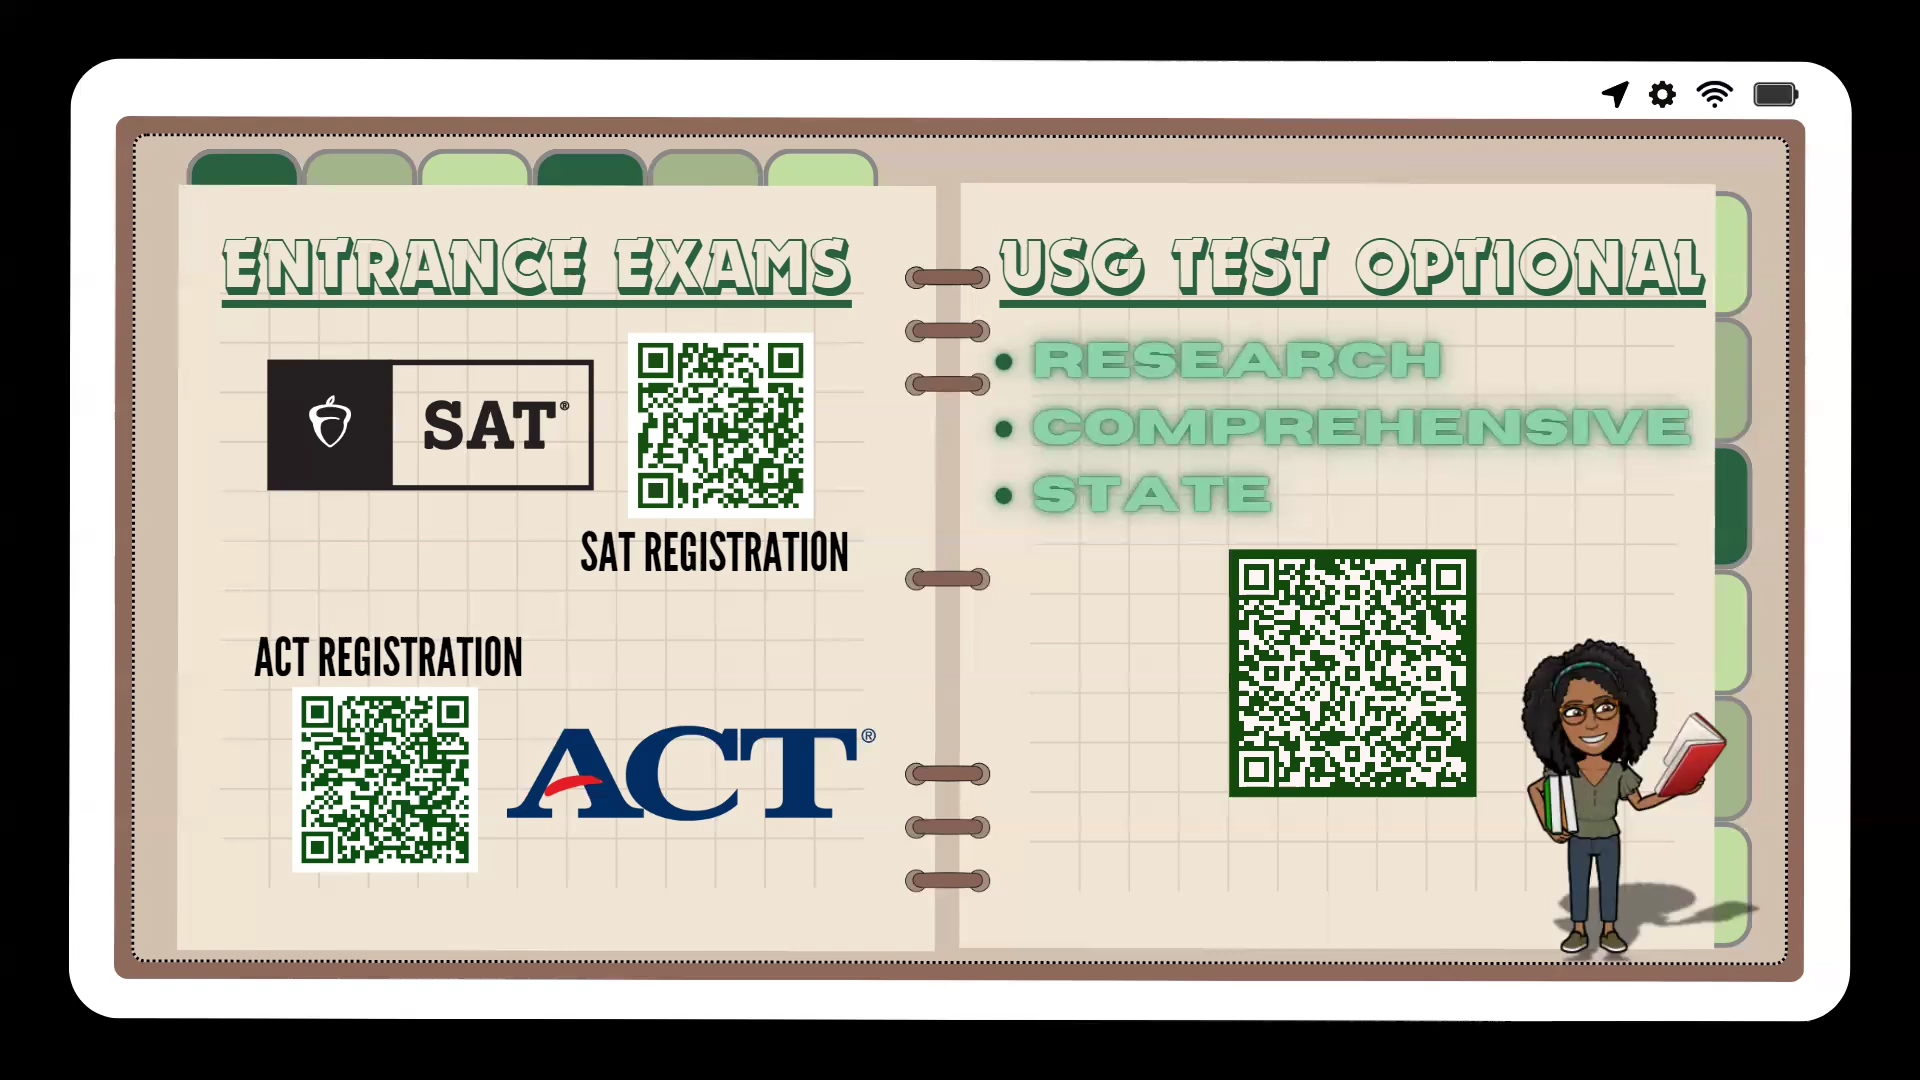 ENTRANCE EXAMS
SAT®
SAT REGISTRATION
ACT REGISTRATION
ACT®
USG TEST OPTIONAL
• RESEARCH
• COMPREHENSIVE
• STATE